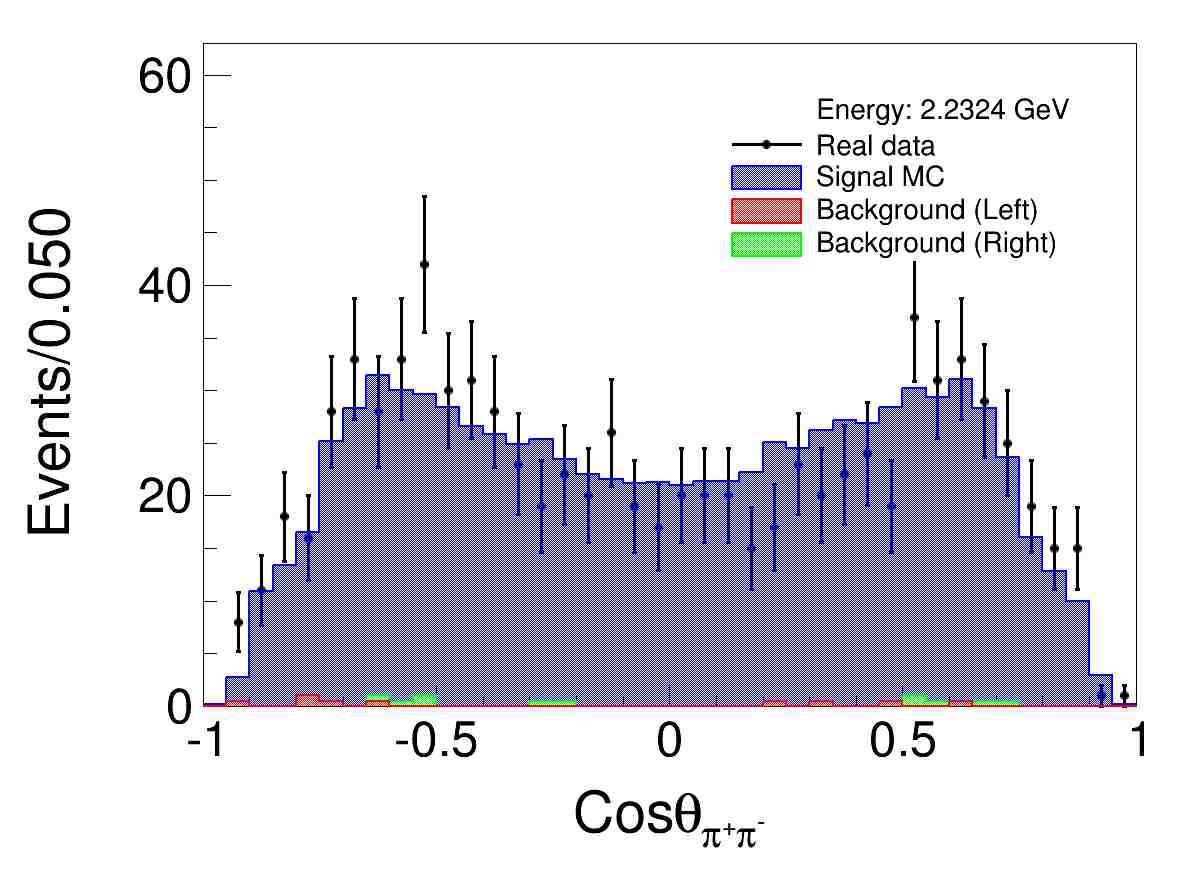 60
40
20
0
Events/0.050
Energy: 2.2324 GeV
Real data
Signal MC
Background (Left)
Background (Right)
-1 -0.5 0 0.5 1
Cosθπ⁺π⁻